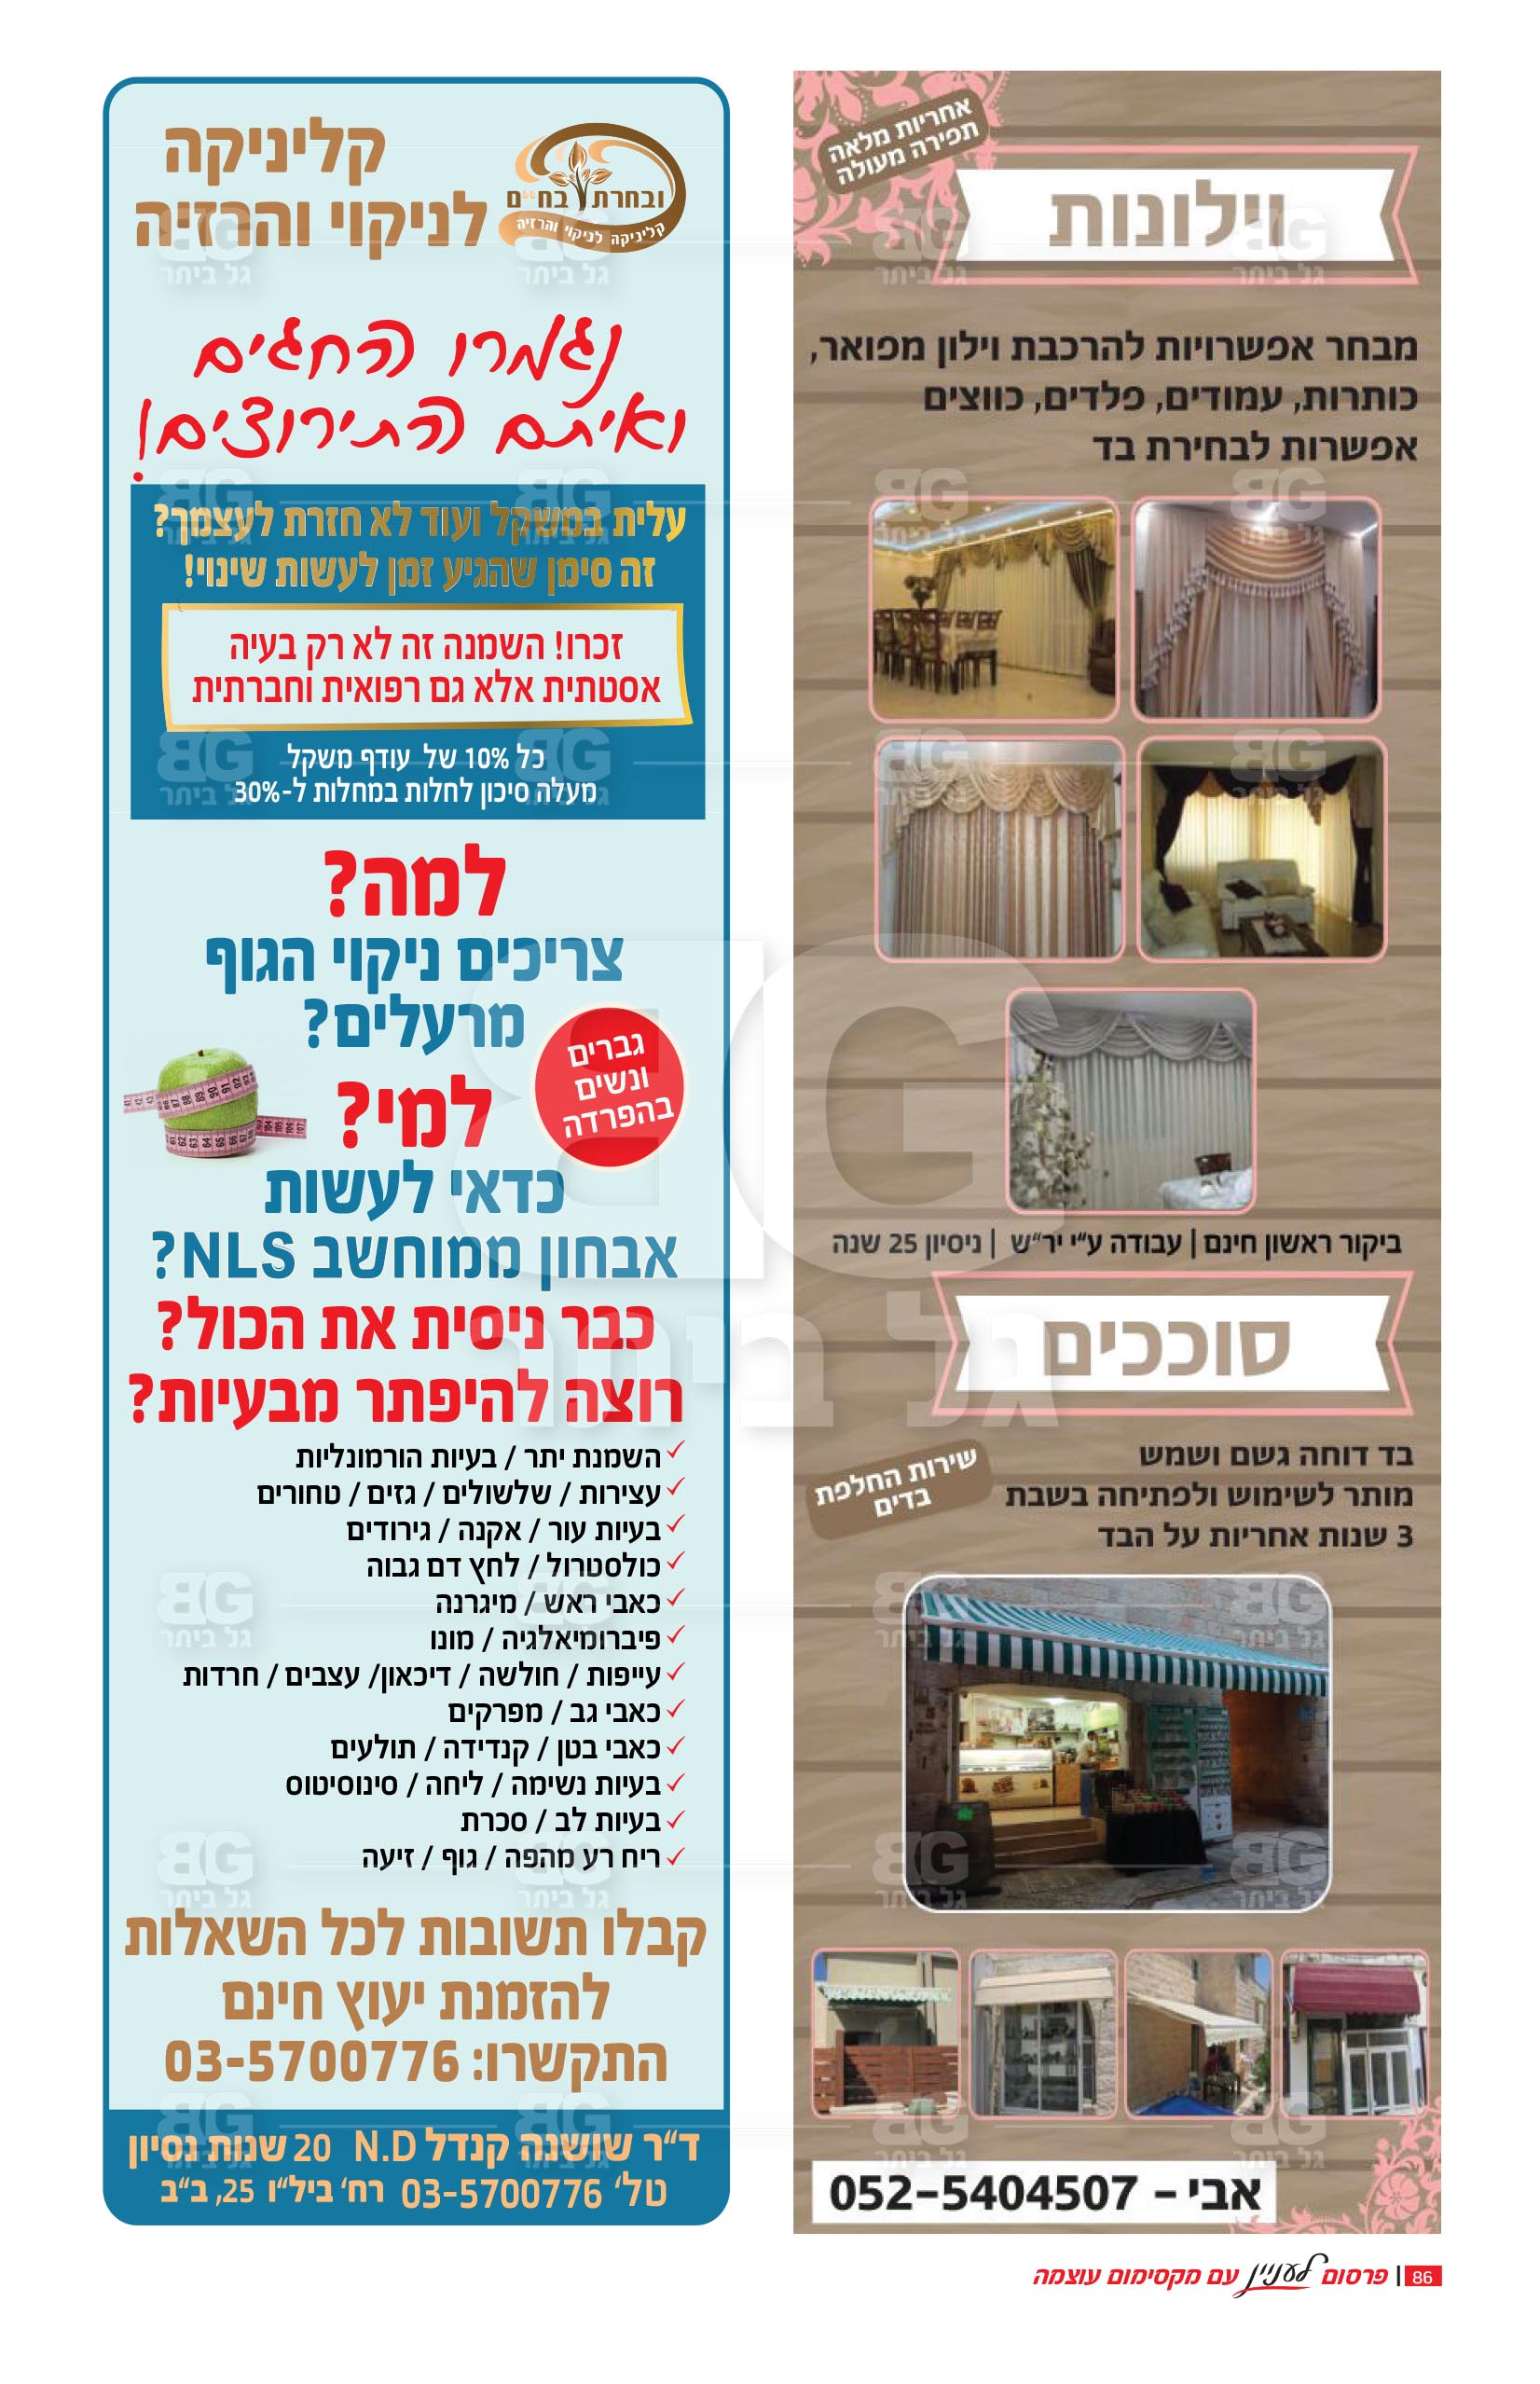 אחריות מלאה
תפירה מעולה
וילונות
מבחר אפשרויות להרכבת וילון מפואר,
כותרות, עמודים, פלדים, כווצים
אפשרות לבחירת בד
ביקור ראשון חינם | עבודה ע"י יר"ש | ניסיון 25 שנה
סוככים
בד דוחה גשם ושמש
מותר לשימוש ולפתיחה בשבת
3 שנות אחריות על הבד
שירות החלפת
בדים
אבי - 052-5404507
86 | פרסום לעניין עם מקסימום עוצמה
ובחרת בח"ם
קליניקה לניקוי והרזיה
קליניקה
לניקוי והרזיה
נגמרו החגים
ואיתם התירוצים!
עלית במשקל ועוד לא חזרת לעצמך?
זה סימן שהגיע זמן לעשות שינוי!
זכרו! השמנה זה לא רק בעיה
אסטתית אלא גם רפואית וחברתית
כל 10% של עודף משקל
מעלה סיכון לחלות במחלות ל-30%
למה?
צריכים ניקוי הגוף
מרעלים?
גברים
ונשים
בהפרדה
למי?
כדאי לעשות
אבחון ממוחשב NLS?
כבר ניסית את הכול?
רוצה להיפתר מבעיות?
✓השמנת יתר / בעיות הורמונליות
✓עצירות / שלשולים / גזים / טחורים
✓בעיות עור / אקנה / גירודים
✓כולסטרול / לחץ דם גבוה
✓כאבי ראש / מיגרנה
✓פיברומיאלגיה / מונו
✓עייפות / חולשה / דיכאון/ עצבים / חרדות
✓כאבי גב / מפרקים
✓כאבי בטן / קנדידה / תולעים
✓בעיות נשימה / ליחה / סינוסיטוס
✓בעיות לב / סכרת
✓ריח רע מהפה / גוף / זיעה
קבלו תשובות לכל השאלות
להזמנת יעוץ חינם
התקשרו: 03-5700776
ד"ר שושנה קנדל N.D 20 שנות נסיון
טל' 03-5700776 רח' ביל"ו 25, ב"ב
BG
גל ביתר